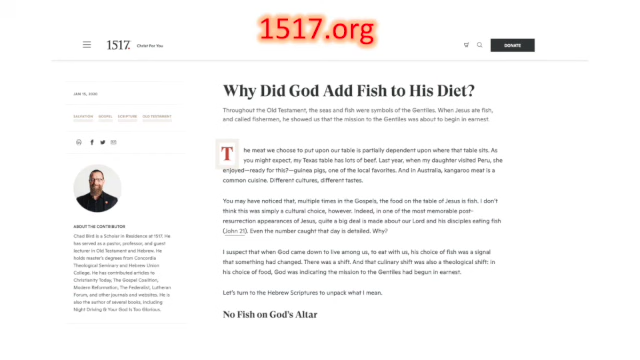 1517.org
1517.
Christ For You
DONATE
Why Did God Add Fish to His Diet?
Throughout the Old Testament, the seas and fish were symbols of the Gentiles. When Jesus ate fish,
and called fishermen, he showed us that the mission to the Gentiles was about to begin in earnest.
SALVATION GOSPEL SCRIPTURE OLD TESTAMENT
The meat we choose to put upon our table is partially dependent upon where that table sits. As
you might expect, my Texas table has lots of beef. Last year, when my daughter visited Peru, she
enjoyed—ready for this?—guinea pigs, one of the local favorites. And in Australia, kangaroo meat is a
common cuisine. Different cultures, different tastes.
You may have noticed that, multiple times in the Gospels, the food on the table of Jesus is fish. I don't
think this was simply a cultural choice, however. Indeed, in one of the most memorable post-
resurrection appearances of Jesus, quite a big deal is made about our Lord and his disciples eating fish
(John 21). Even the number caught that day is detailed. Why?
I suspect that when God came down to live among us, to eat with us, his choice of fish was a signal
that something had changed. There was a shift. And that culinary shift was also a theological shift: in
his choice of food, God was indicating the mission to the Gentiles had begun in earnest.
Let's turn to the Hebrew Scriptures to unpack what I mean.
No Fish on God's Altar
ABOUT THE CONTRIBUTOR
Chad Bird is a Scholar in Residence at 1517. He
has served as a pastor, professor, and guest
lecturer in Old Testament and Hebrew. He
holds master's degrees from Concordia
Theological Seminary and Hebrew Union
College. He has contributed articles to
Christianity Today, The Gospel Coalition,
Modern Reformation, The Federalist, Lutheran
Forum, and other journals and websites. He is
also the author of several books, including
Night Driving